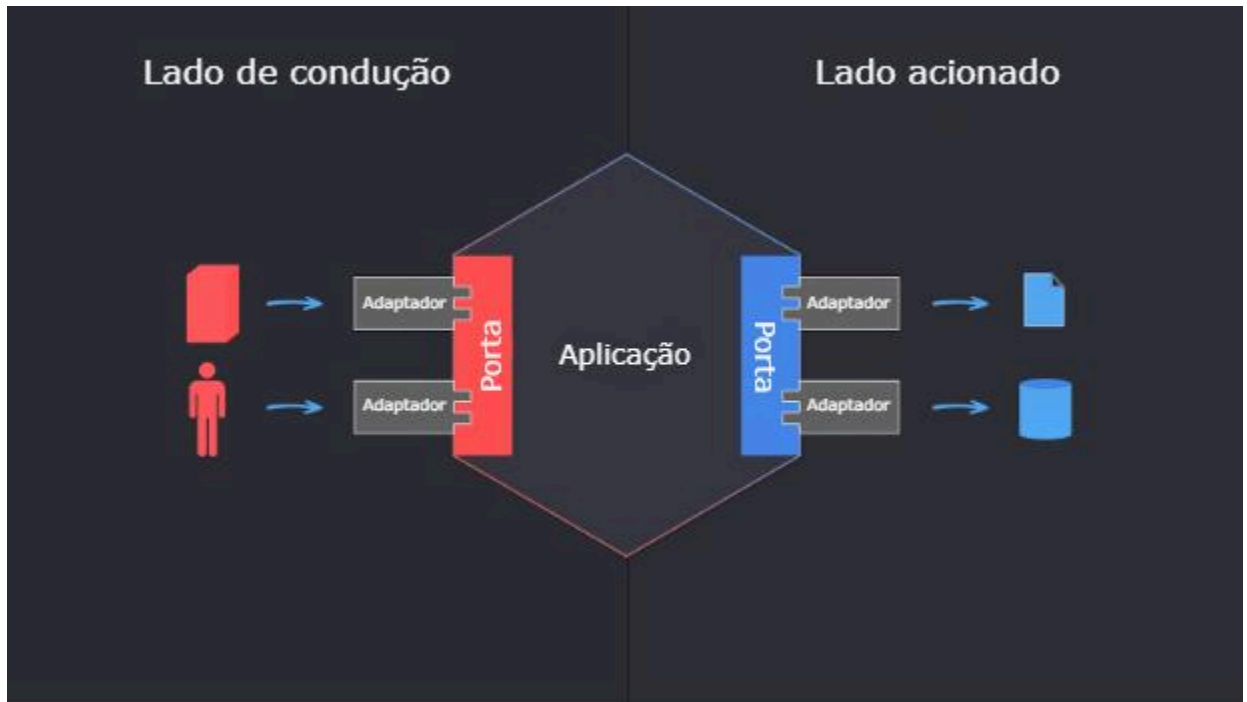 Lado de condução
Lado acionado
Adaptador
Adaptador
Porta
Aplicação
Porta
Adaptador
Adaptador